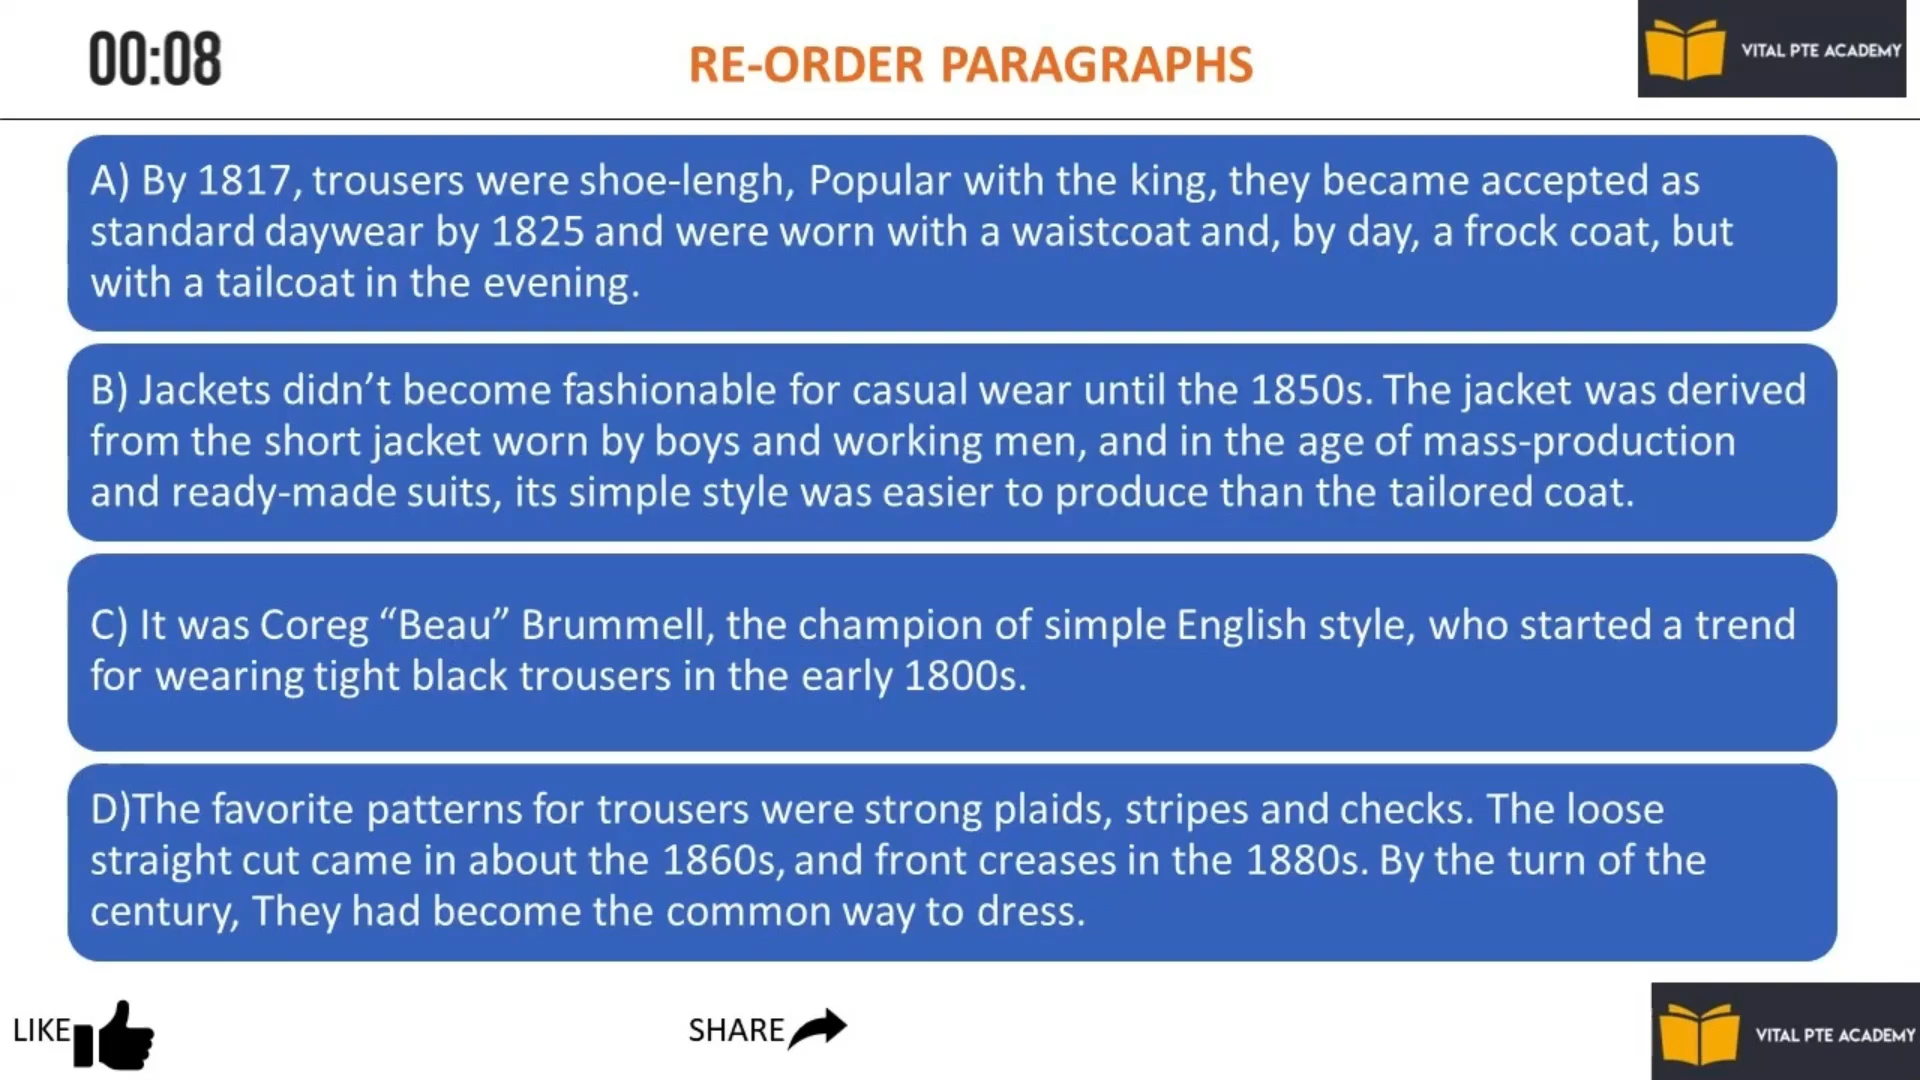 00:08
RE-ORDER PARAGRAPHS
VITAL PTE ACADEMY
A) By 1817, trousers were shoe-lengh, Popular with the king, they became accepted as
standard daywear by 1825 and were worn with a waistcoat and, by day, a frock coat, but
with a tailcoat in the evening.
B) Jackets didn’t become fashionable for casual wear until the 1850s. The jacket was derived
from the short jacket worn by boys and working men, and in the age of mass-production
and ready-made suits, its simple style was easier to produce than the tailored coat.
C) It was Coreg “Beau” Brummell, the champion of simple English style, who started a trend
for wearing tight black trousers in the early 1800s.
D)The favorite patterns for trousers were strong plaids, stripes and checks. The loose
straight cut came in about the 1860s, and front creases in the 1880s. By the turn of the
century, They had become the common way to dress.
LIKE
SHARE
VITAL PTE ACADEMY